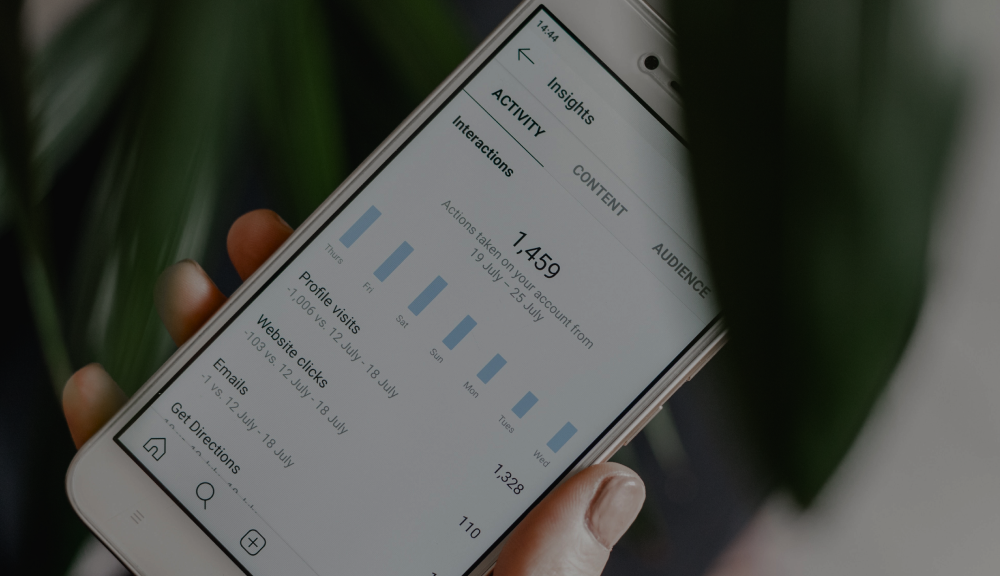 14:44
Insights
ACTIVITY CONTENT AUDIENCE
Interactions
1,459
Actions taken on your account from
19 July - 25 July
Thurs Fri Sat Sun Mon Tues Wed
Profile visits 1,328
-1,006 vs. 12 July - 18 July
Website clicks 110
-103 vs. 12 July - 18 July
Emails
-1 vs. 12 July - 18 July
Get Directions